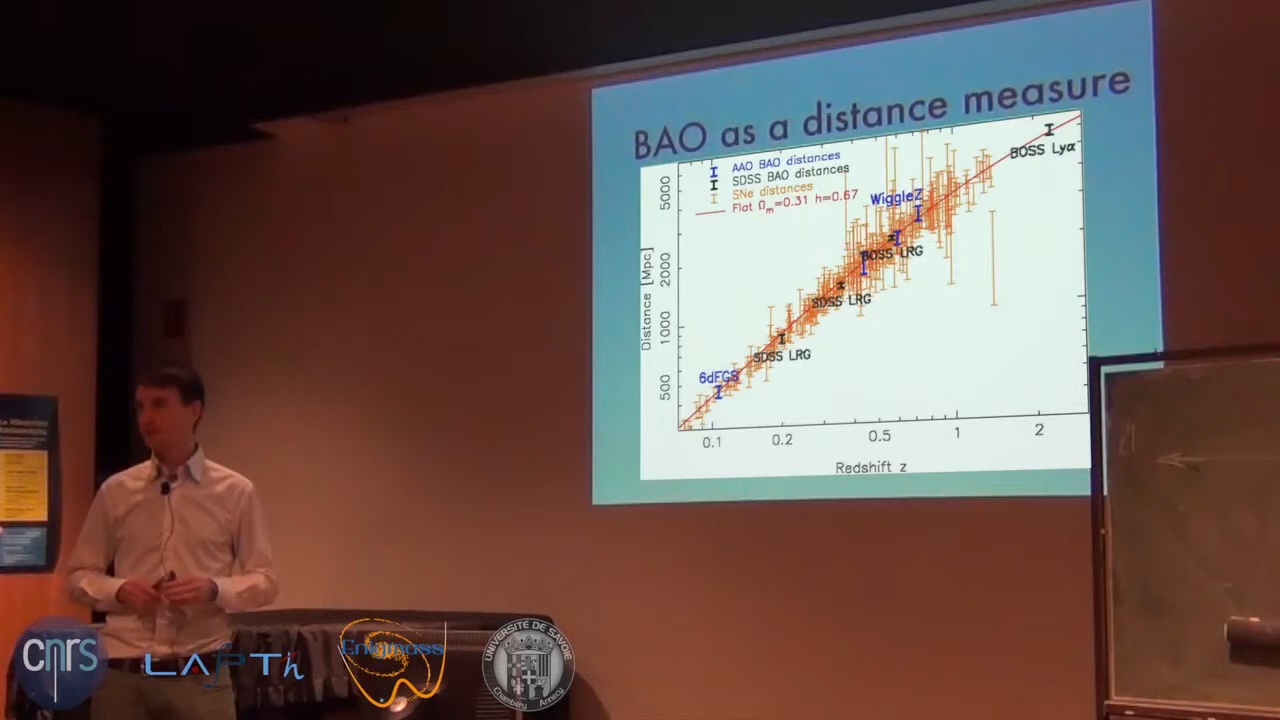 BAO as a distance measure
AAO BAO distances
SDSS BAO distances
SNe distances
Flat Ωm=0.31 h=0.67
BOSS Lyα
WiggleZ
BOSS LRG
SDSS LRG
SDSS LRG
6dFGS
Distance [Mpc]
5000
2000
1000
500
0.1 0.2 0.5 1 2
Redshift z
cnrs
LAPTh
Enigmass
UNIVERSITÉ DE SAVOIE
Chambéry Annecy